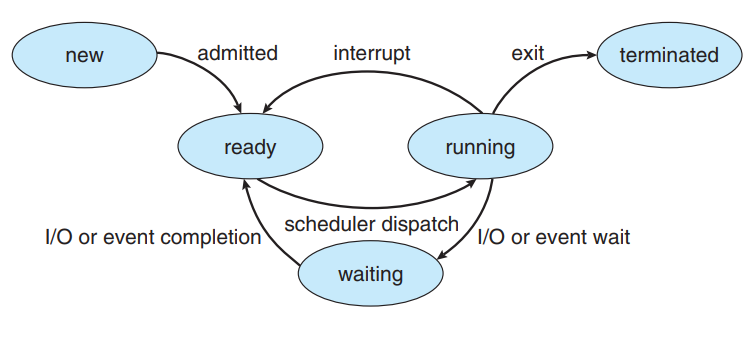 new
admitted
interrupt
exit
terminated
ready
running
scheduler dispatch
I/O or event completion
I/O or event wait
waiting